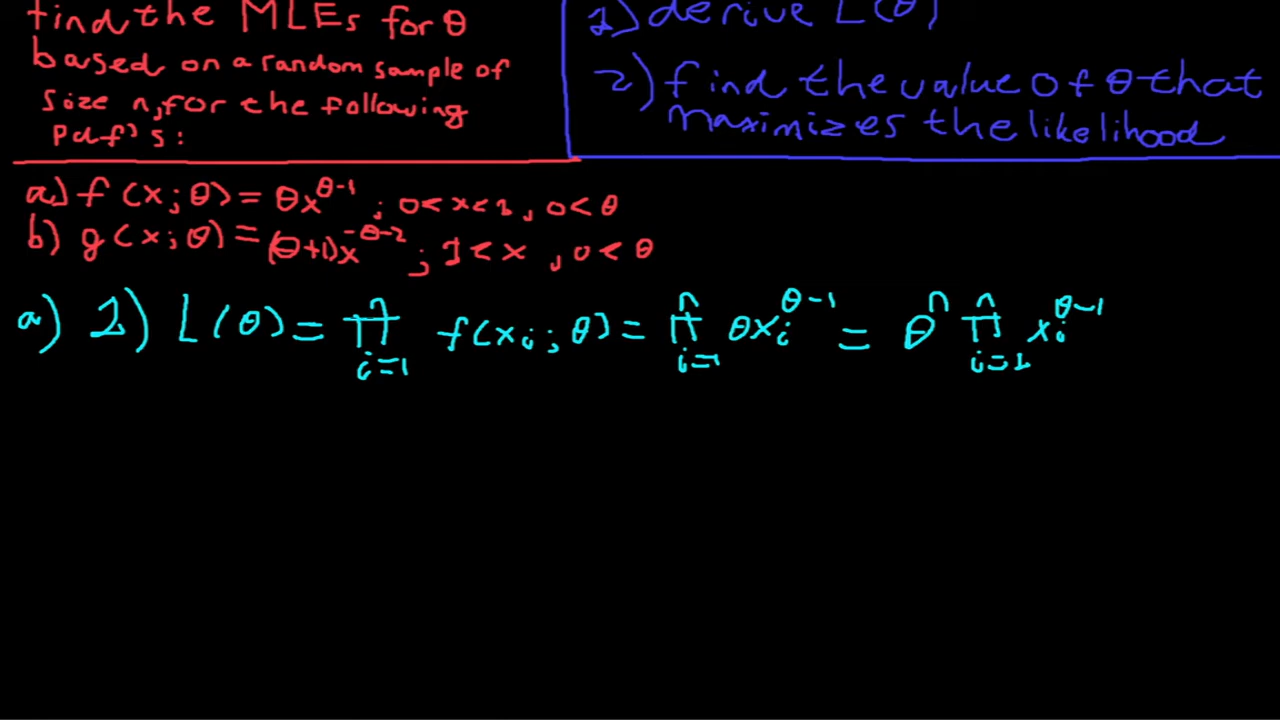 find the MLEs for θ
based on a random sample of
size n, for the following
pdf's:
1) derive L(θ)
2) find the value of θ that
maximizes the likelihood
a) f(x;θ) = θx^{θ-1} ; 0<x<1, 0<θ
b) g(x;θ) = (θ+1)x^{-θ-2} ; 1<x, 0<θ
a) 1) L(θ) = ∏_{i=1}^{n} f(x_i;θ) = ∏_{i=1}^{n} θx_i^{θ-1} = θ^n ∏_{i=1}^{n} x_i^{θ-1}